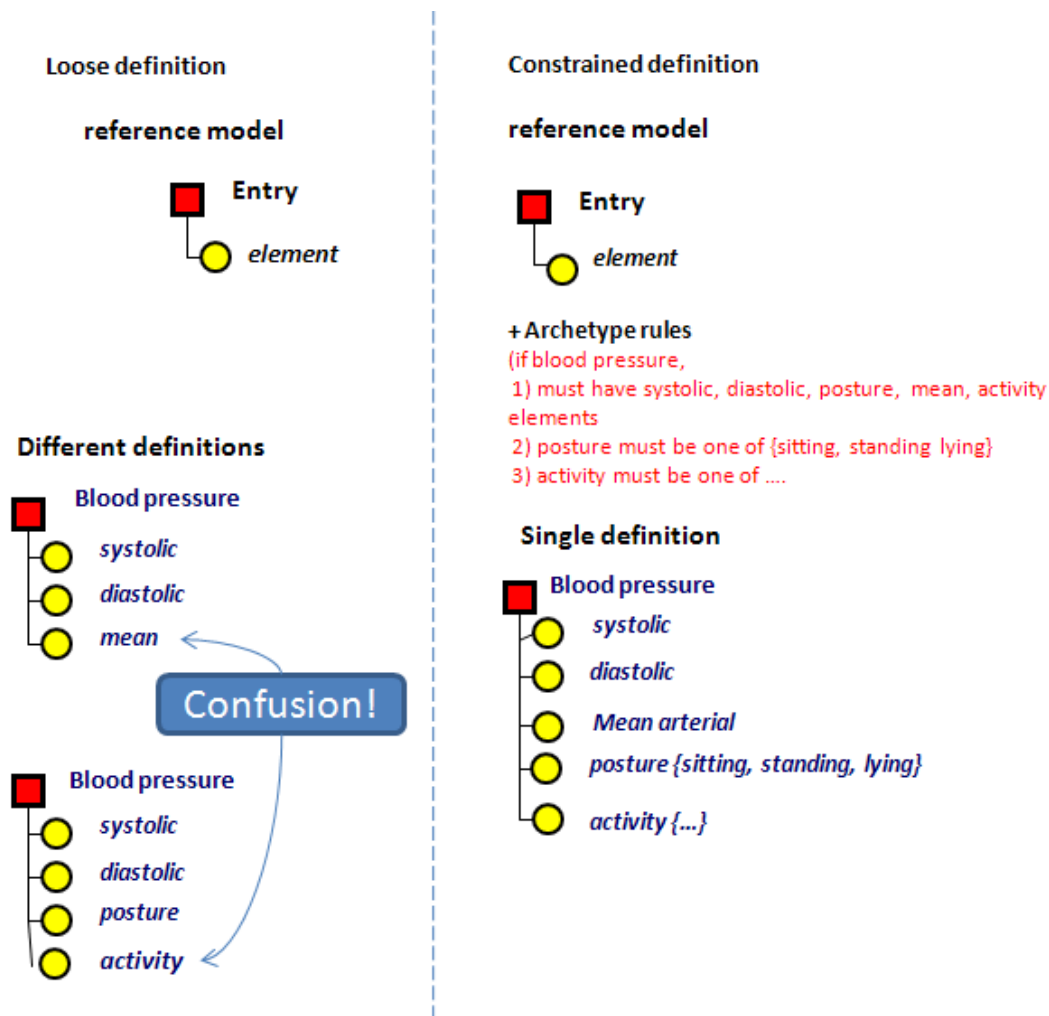 Loose definition
reference model
Entry
element
Different definitions
Blood pressure
systolic
diastolic
mean
Confusion!
Blood pressure
systolic
diastolic
posture
activity
Constrained definition
reference model
Entry
element
+ Archetype rules
(if blood pressure,
1) must have systolic, diastolic, posture, mean, activity
elements
2) posture must be one of {sitting, standing lying}
3) activity must be one of ....
Single definition
Blood pressure
systolic
diastolic
Mean arterial
posture {sitting, standing, lying}
activity {...}